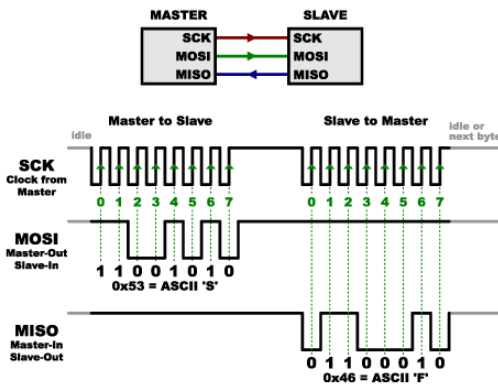 MASTER SLAVE
SCK SCK
MOSI MOSI
MISO MISO
Master to Slave Slave to Master
idle
idle or
next byte
SCK
Clock from
Master
0 1 2 3 4 5 6 7 0 1 2 3 4 5 6 7
MOSI
Master-Out
Slave-In
1 1 0 0 1 0 1 0
0x53 = ASCII 'S'
MISO
Master-In
Slave-Out
0 1 1 0 0 0 1 0
0x46 = ASCII 'F'